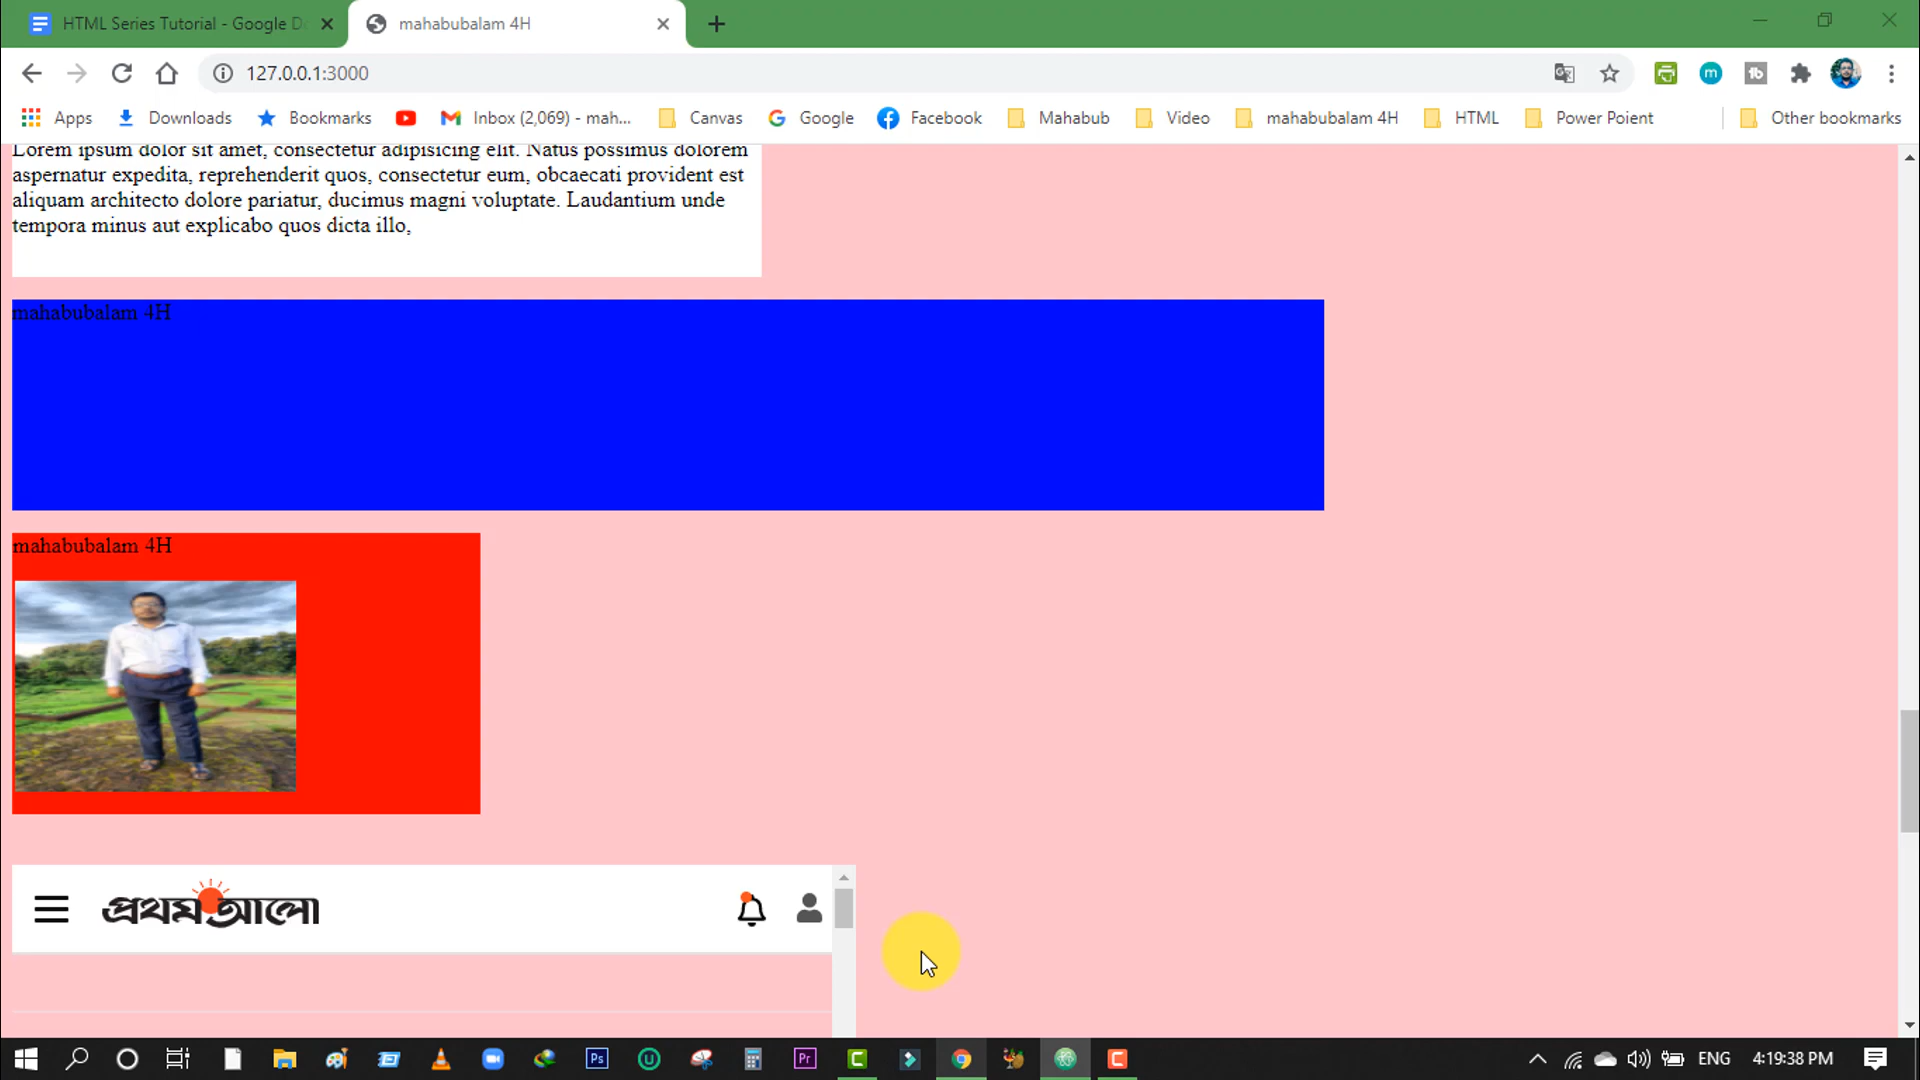 HTML Series Tutorial - Google D
mahabubalam 4H
127.0.0.1:3000
Apps
Downloads
Bookmarks
Inbox (2,069) - mah...
Canvas
Google
Facebook
Mahabub
Video
mahabubalam 4H
HTML
Power Poient
Other bookmarks
Lorem ipsum dolor sit amet, consectetur adipisicing elit. Natus possimus dolorem
aspernatur expedita, reprehenderit quos, consectetur eum, obcaecati provident est
aliquam architecto dolore pariatur, ducimus magni voluptate. Laudantium unde
tempora minus aut explicabo quos dicta illo,
mahabubalam 4H
mahabubalam 4H
প্রথম আলো
ENG
4:19:38 PM